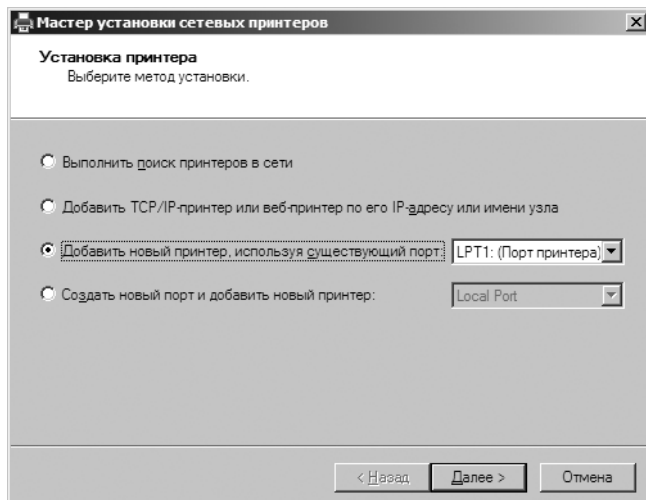 Мастер установки сетевых принтеров
Установка принтера
Выберите метод установки.
Выполнить поиск принтеров в сети
Добавить TCP/IP-принтер или веб-принтер по его IP-адресу или имени узла
Добавить новый принтер, используя существующий порт: LPT1: (Порт принтера)
Создать новый порт и добавить новый принтер: Local Port
< Назад Далее > Отмена